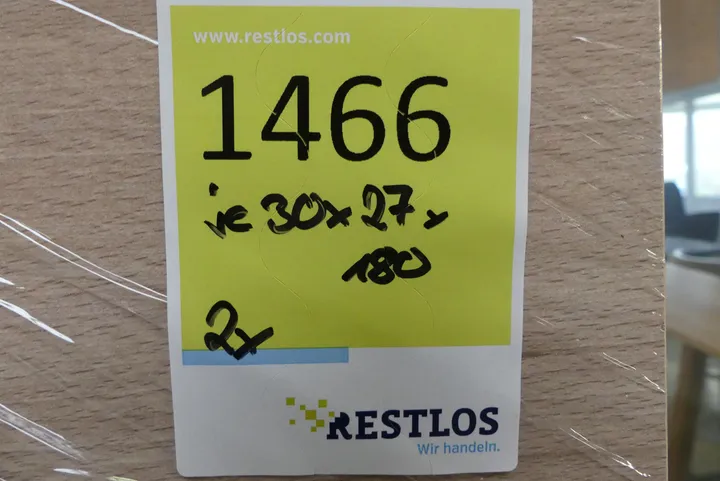 www.restlos.com
1466
je 30x27x
180
2x
RESTLOS
Wir handeln.